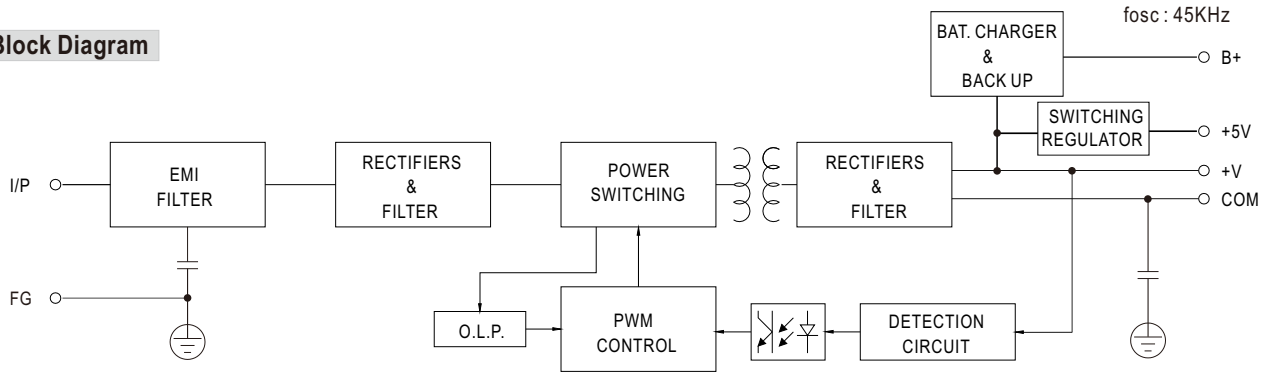 Block Diagram
fosc : 45KHz
BAT. CHARGER
&
BACK UP
B+
SWITCHING
REGULATOR
+5V
I/P
EMI
FILTER
RECTIFIERS
&
FILTER
POWER
SWITCHING
RECTIFIERS
&
FILTER
+V
COM
FG
O.L.P.
PWM
CONTROL
DETECTION
CIRCUIT